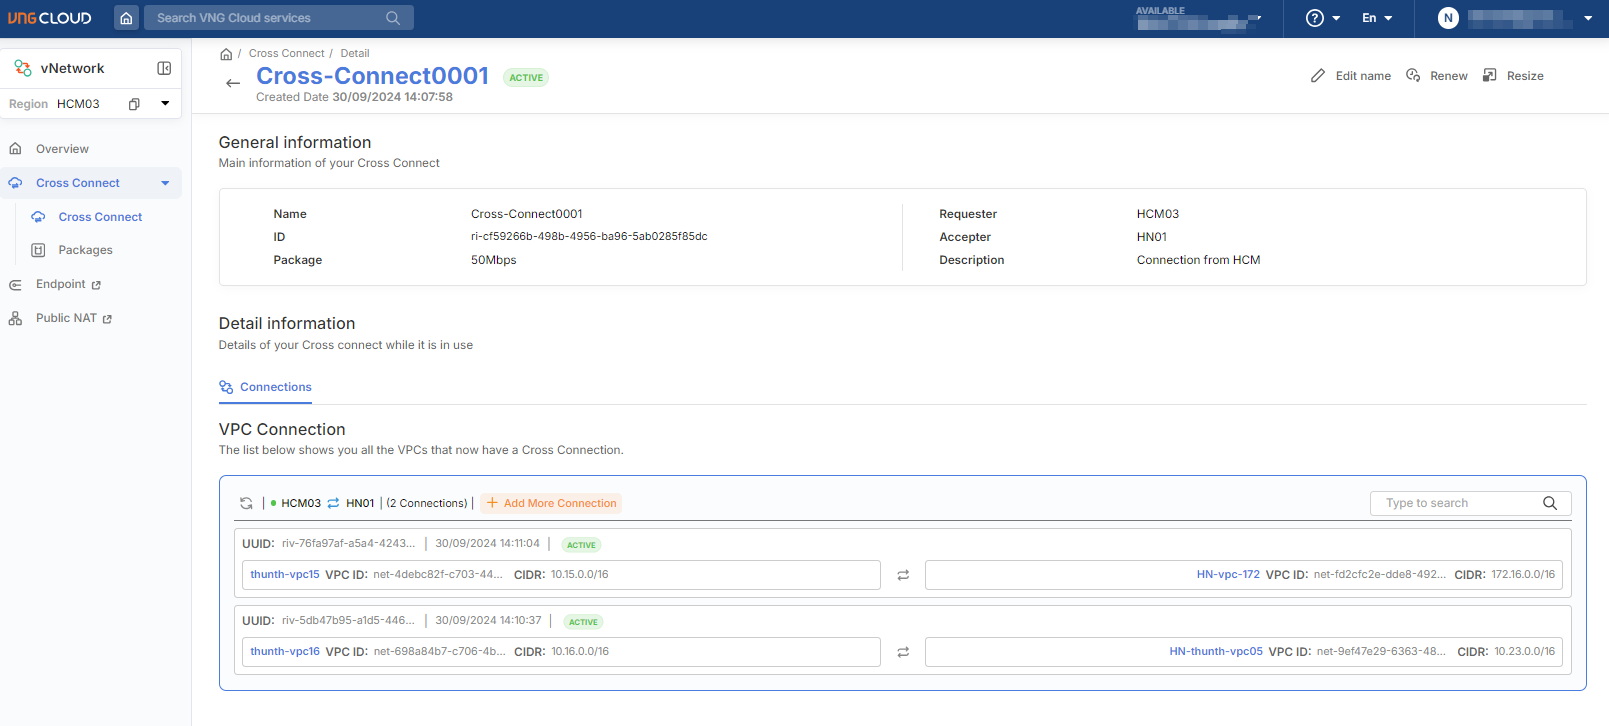 VNG CLOUD
Search VNG Cloud services
AVAILABLE
En
N
vNetwork
Region HCM03
Overview
Cross Connect
Cross Connect
Packages
Endpoint
Public NAT
/ Cross Connect / Detail
Cross-Connect0001 ACTIVE
Created Date 30/09/2024 14:07:58
Edit name Renew Resize
General information
Main information of your Cross Connect
Name Cross-Connect0001 Requester HCM03
ID ri-cf59266b-498b-4956-ba96-5ab0285f85dc Accepter HN01
Package 50Mbps Description Connection from HCM
Detail information
Details of your Cross connect while it is in use
Connections
VPC Connection
The list below shows you all the VPCs that now have a Cross Connection.
| HCM03 HN01 | (2 Connections) | + Add More Connection Type to search
UUID: riv-76fa97af-a5a4-4243... | 30/09/2024 14:11:04 | ACTIVE
thunth-vpc15 VPC ID: net-4debc82f-c703-44... CIDR: 10.15.0.0/16 HN-vpc-172 VPC ID: net-fd2cfc2e-dde8-492... CIDR: 172.16.0.0/16
UUID: riv-5db47b95-a1d5-446... | 30/09/2024 14:10:37 | ACTIVE
thunth-vpc16 VPC ID: net-698a84b7-c706-4b... CIDR: 10.16.0.0/16 HN-thunth-vpc05 VPC ID: net-9ef47e29-6363-48... CIDR: 10.23.0.0/16